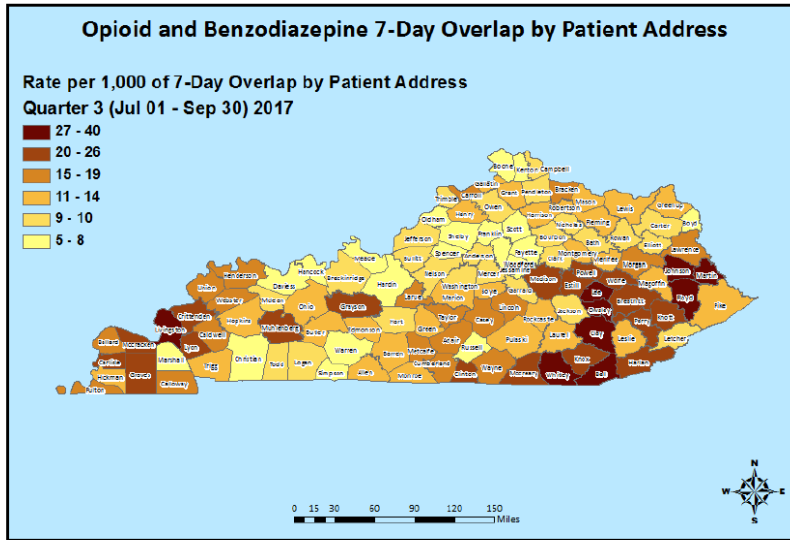 Opioid and Benzodiazepine 7-Day Overlap by Patient Address
Rate per 1,000 of 7-Day Overlap by Patient Address
Quarter 3 (Jul 01 - Sep 30) 2017
27 - 40
20 - 26
15 - 19
11 - 14
9 - 10
5 - 8
Boone
Kenton
Campbell
Gallatin
Carroll
Grant
Pendleton
Bracken
Trimble
Owen
Mason
Robertson
Lewis
Greenup
Oldham
Henry
Harrison
Nicholas
Fleming
Carter
Boyd
Jefferson
Shelby
Franklin
Scott
Bourbon
Bath
Rowan
Elliott
Lawrence
Bullitt
Spencer
Anderson
Woodford
Fayette
Clark
Montgomery
Menifee
Morgan
Johnson
Martin
Meade
Hancock
Breckinridge
Hardin
Nelson
Washington
Mercer
Jessamine
Madison
Estill
Powell
Wolfe
Magoffin
Floyd
Pike
Henderson
Union
Daviess
Webster
McLean
Ohio
Grayson
Larue
Marion
Boyle
Garrard
Lincoln
Rockcastle
Jackson
Lee
Owsley
Breathitt
Perry
Knott
Letcher
Crittenden
Livingston
Caldwell
Lyon
Hopkins
Muhlenberg
Butler
Edmonson
Hart
Green
Taylor
Casey
Pulaski
Laurel
Clay
Leslie
Harlan
Ballard
McCracken
Carlisle
Graves
Marshall
Hickman
Fulton
Calloway
Trigg
Christian
Todd
Logan
Warren
Simpson
Allen
Barren
Monroe
Metcalfe
Adair
Russell
Cumberland
Clinton
Wayne
McCreary
Whitley
Knox
Bell
N
W
E
S
0 15 30 60 90 120 150
Miles